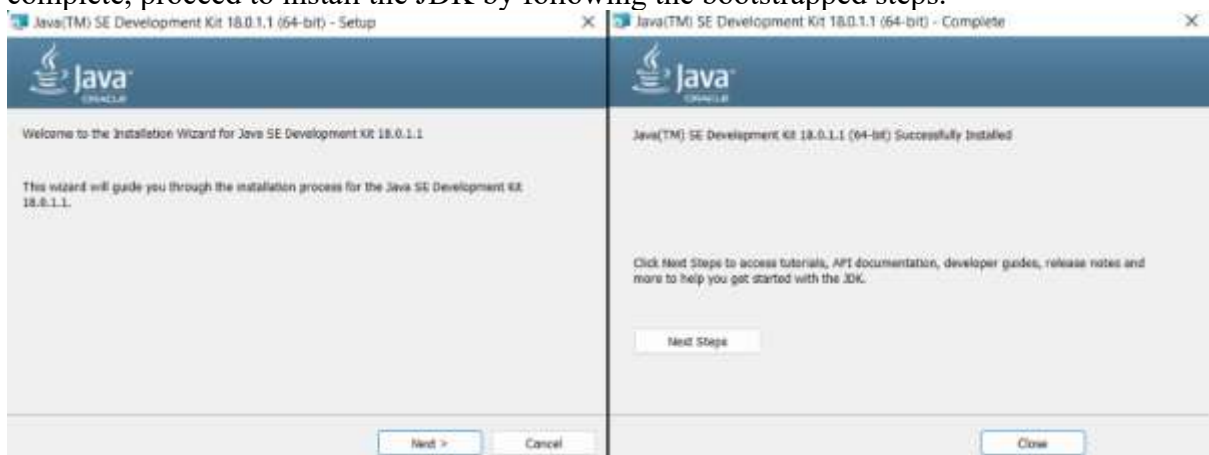 complete, proceed to install the JDK by following the bootstrapped steps.
Java(TM) SE Development Kit 18.0.1.1 (64-bit) - Setup
Java
ORACLE
Welcome to the Installation Wizard for Java SE Development Kit 18.0.1.1
This wizard will guide you through the installation process for the Java SE Development Kit
18.0.1.1.
Next >
Cancel
Java(TM) SE Development Kit 18.0.1.1 (64-bit) - Complete
Java
ORACLE
Java(TM) SE Development Kit 18.0.1.1 (64-bit) Successfully Installed
Click Next Steps to access tutorials, API documentation, developer guides, release notes and
more to help you get started with the JDK.
Next Steps
Close